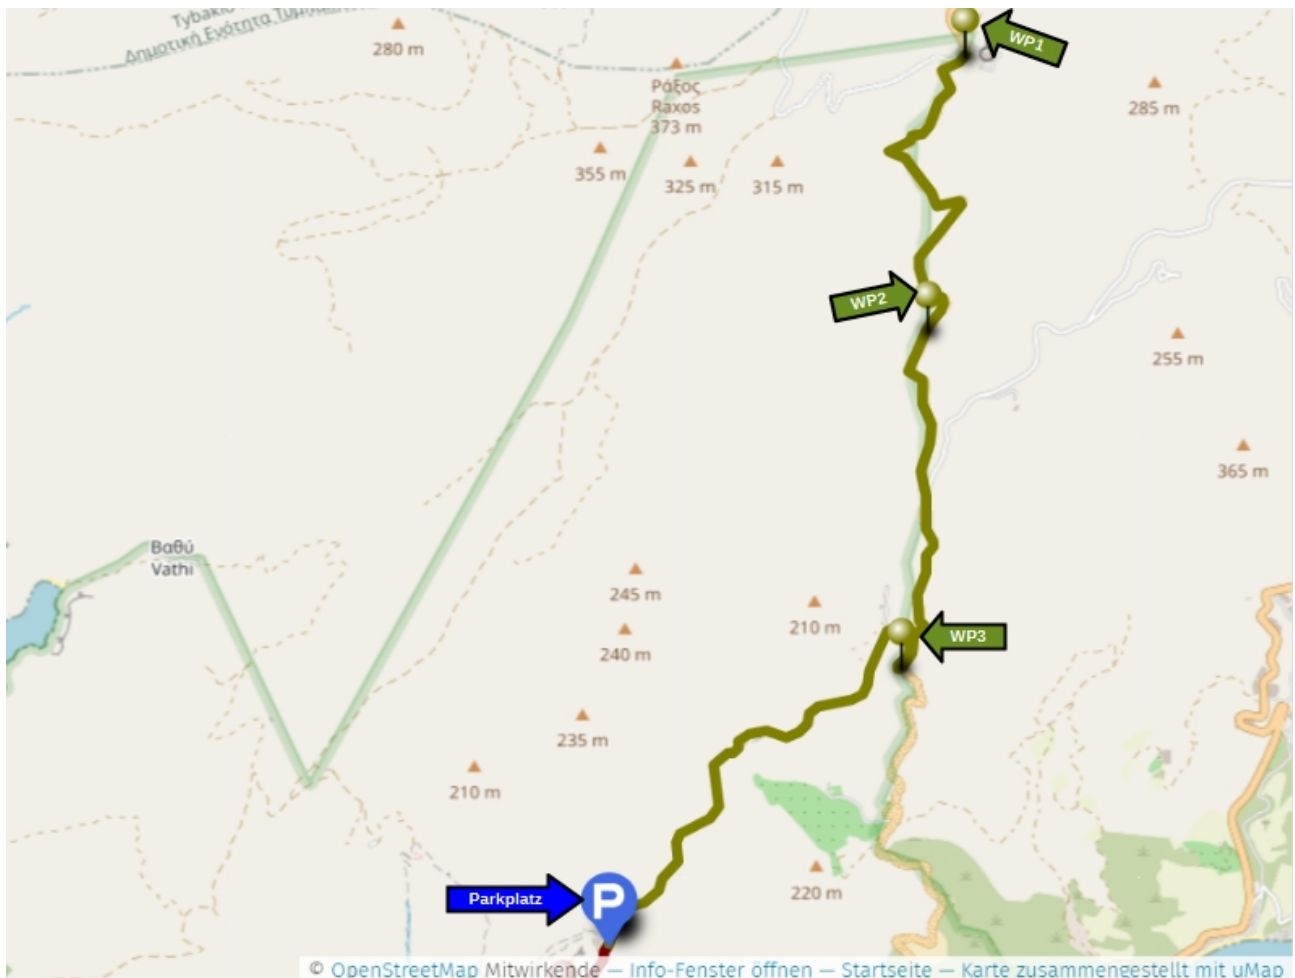 Tybaki
Δημοτική Ενότητα Τυμπακίου
280 m
WP1
Ράξος
Raxos
373 m
285 m
355 m
325 m
315 m
WP2
255 m
365 m
Βαθύ
Vathi
245 m
210 m
240 m
WP3
235 m
210 m
220 m
Parkplatz
P
© OpenStreetMap Mitwirkende — Info-Fenster öffnen — Startseite — Karte zusammengestellt mit uMap